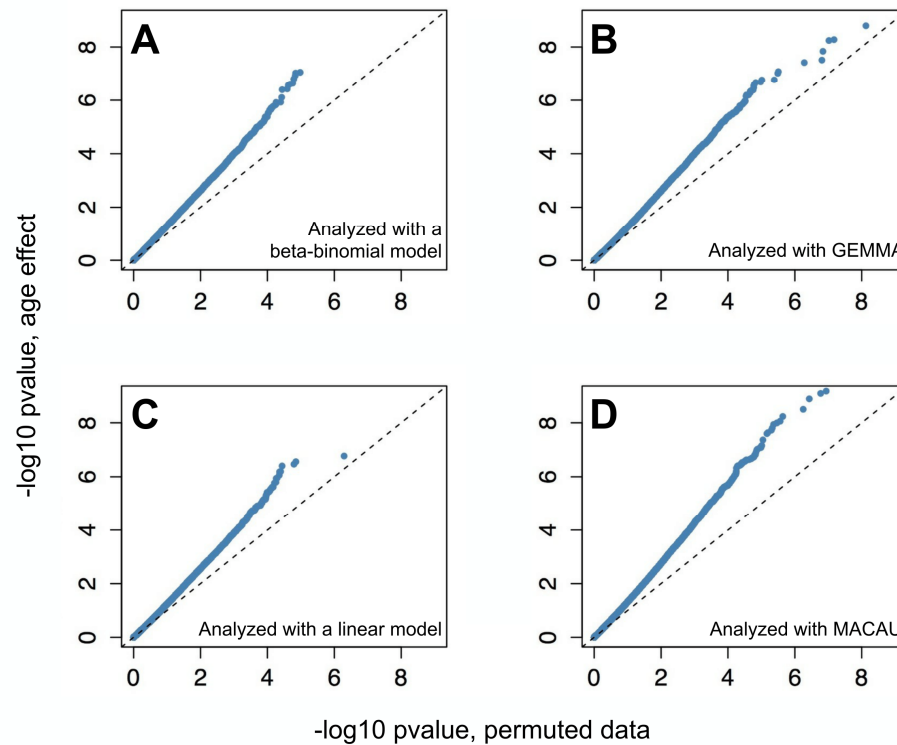 A
8
6
4
2
0
Analyzed with a
beta-binomial model
0 2 4 6 8
B
8
6
4
2
0
Analyzed with GEMMA
0 2 4 6 8
-log10 pvalue, age effect
C
8
6
4
2
0
Analyzed with a linear model
0 2 4 6 8
D
8
6
4
2
0
Analyzed with MACAU
0 2 4 6 8
-log10 pvalue, permuted data